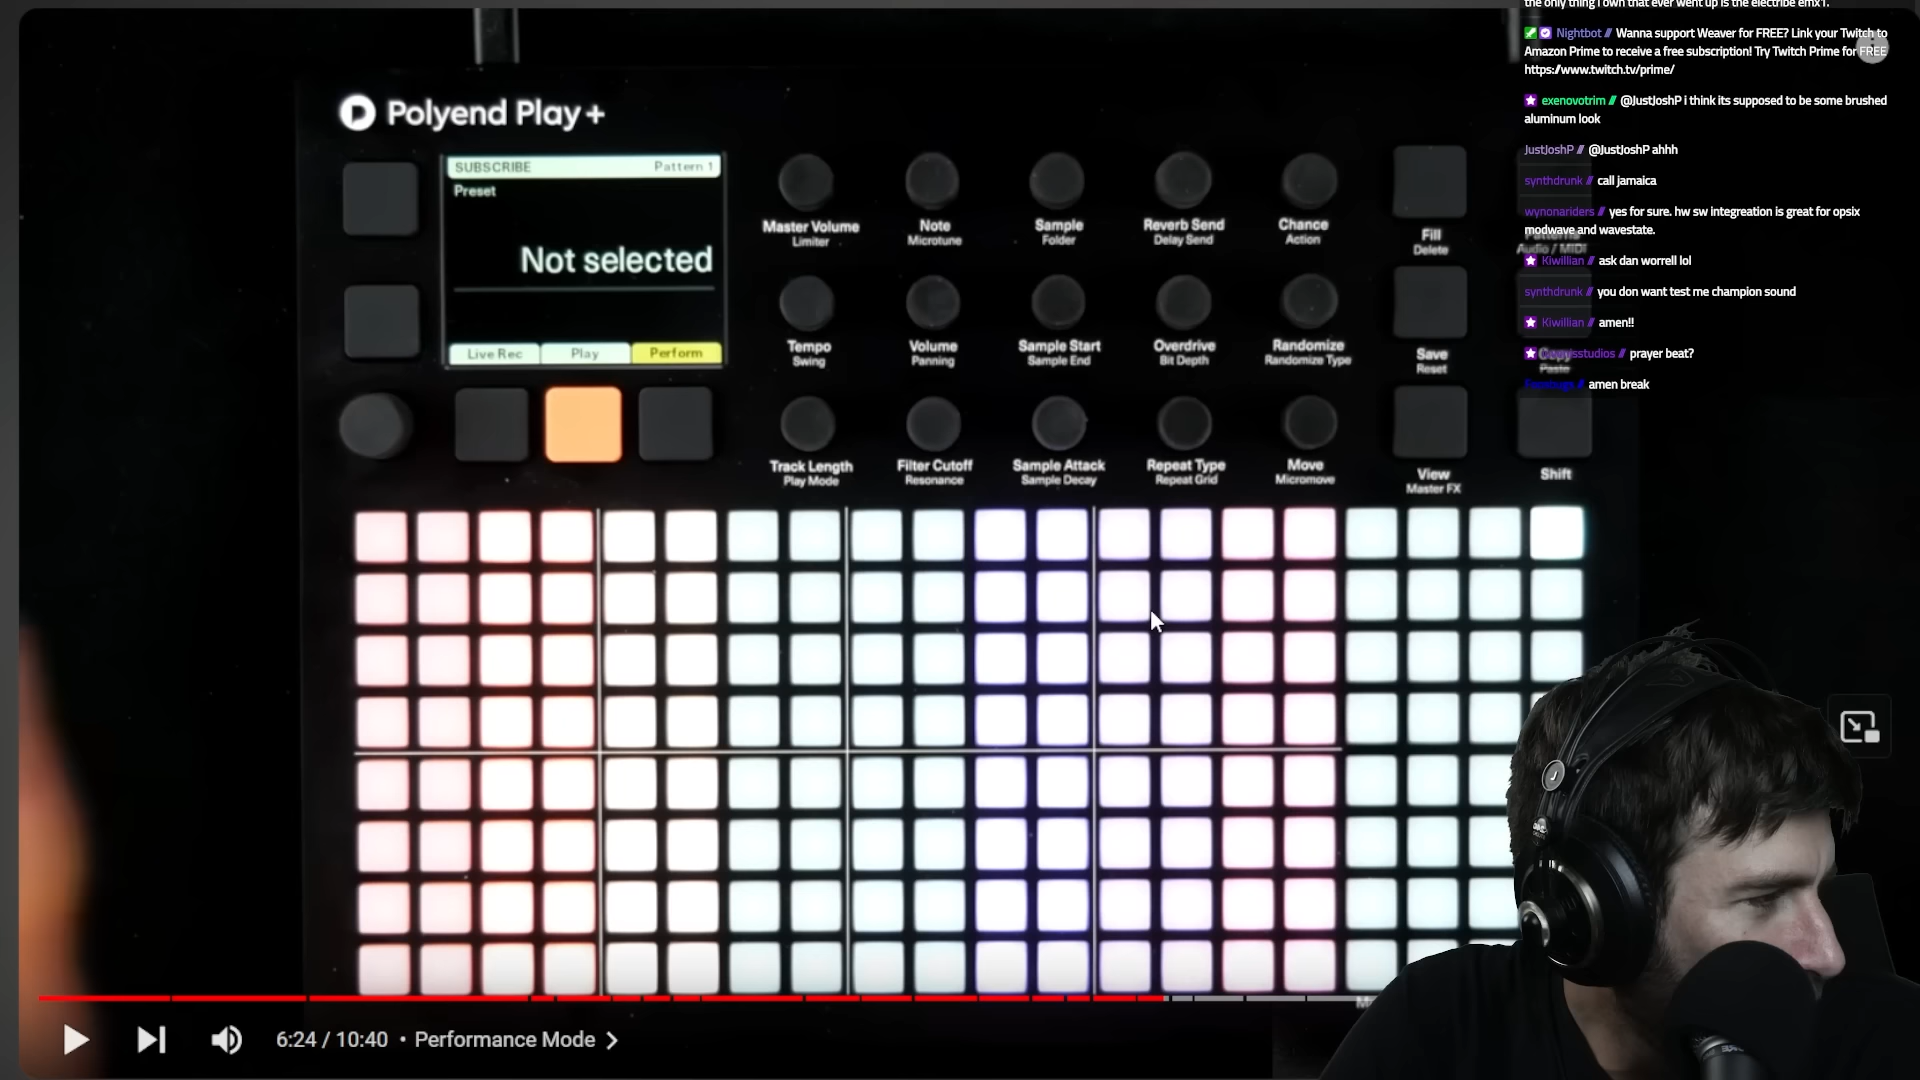 Polyend Play+
SUBSCRIBE
Pattern 1
Preset
Not selected
Live Rec
Play
Perform
Master Volume
Limiter
Note
Microtune
Sample
Folder
Reverb Send
Delay Send
Chance
Action
Fill
Delete
Audio / MIDI
Tempo
Swing
Volume
Panning
Sample Start
Sample End
Overdrive
Bit Depth
Randomize
Randomize Type
Save
Reset
Copy
Paste
Track Length
Play Mode
Filter Cutoff
Resonance
Sample Attack
Sample Decay
Repeat Type
Repeat Grid
Move
Micromove
View
Master FX
Shift
the only thing i own that ever went up is the electribe emx1.
Nightbot // Wanna support Weaver for FREE? Link your Twitch to
Amazon Prime to receive a free subscription! Try Twitch Prime for FREE
https://www.twitch.tv/prime/
exenovotrim // @JustJoshP i think its supposed to be some brushed
aluminum look
JustJoshP // @JustJoshP ahhh
synthdrunk // call jamaica
wynonariders // yes for sure. hw sw integreation is great for opsix
modwave and wavestate.
Kiwillian // ask dan worrell lol
synthdrunk // you don want test me champion sound
Kiwillian // amen!!
// prayer beat?
// amen break
6:24 / 10:40 • Performance Mode